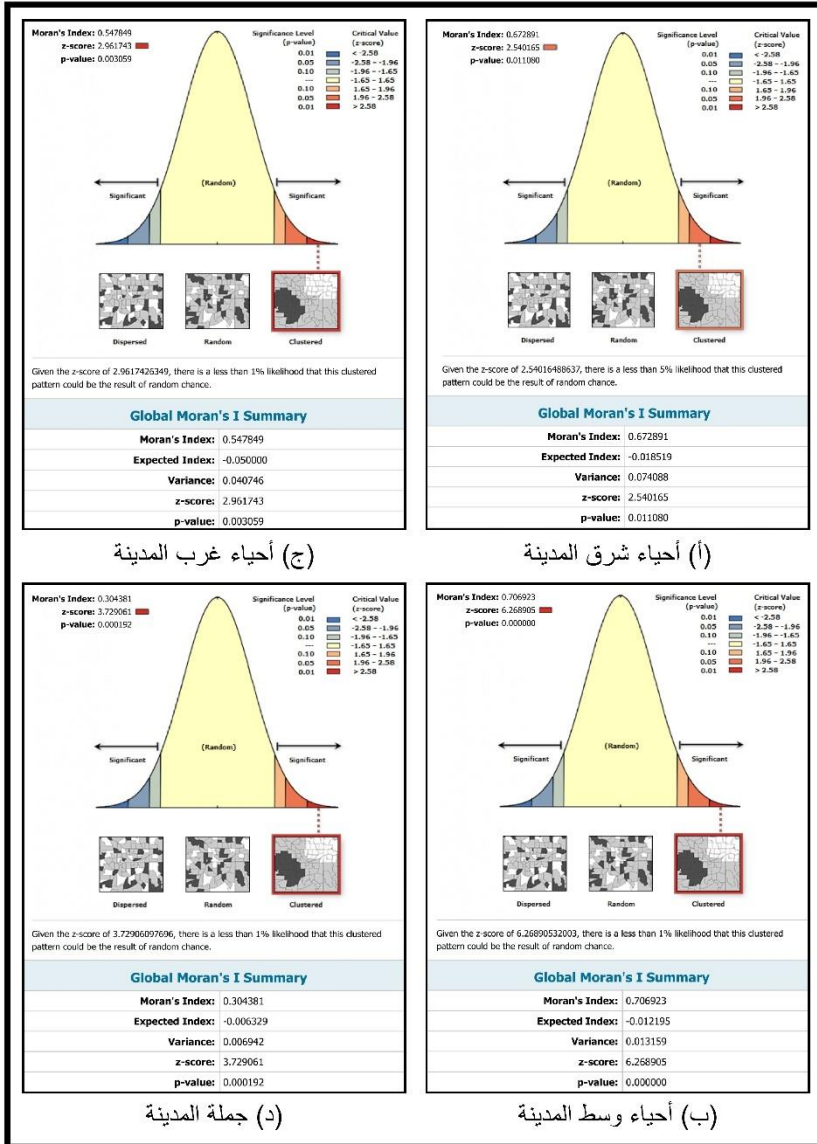 Moran's Index: 0.672891
z-score: 2.540165
p-value: 0.011080
Significance Level Critical Value
(p-value) (z-score)
0.01 < -2.58
0.05 -2.58 - -1.96
0.10 -1.96 - -1.65
--- -1.65 - 1.65
0.10 1.65 - 1.96
0.05 1.96 - 2.58
0.01 > 2.58
(Random)
Significant Significant
Dispersed Random Clustered
Given the z-score of 2.54016488637, there is a less than 5% likelihood that this clustered
pattern could be the result of random chance.
Global Moran's I Summary
Moran's Index: 0.672891
Expected Index: -0.018519
Variance: 0.074088
z-score: 2.540165
p-value: 0.011080
(أ) أحياء شرق المدينة
Moran's Index: 0.547849
z-score: 2.961743
p-value: 0.003059
Significance Level Critical Value
(p-value) (z-score)
0.01 < -2.58
0.05 -2.58 - -1.96
0.10 -1.96 - -1.65
--- -1.65 - 1.65
0.10 1.65 - 1.96
0.05 1.96 - 2.58
0.01 > 2.58
(Random)
Significant Significant
Dispersed Random Clustered
Given the z-score of 2.9617426349, there is a less than 1% likelihood that this clustered
pattern could be the result of random chance.
Global Moran's I Summary
Moran's Index: 0.547849
Expected Index: -0.050000
Variance: 0.040746
z-score: 2.961743
p-value: 0.003059
(ج) أحياء غرب المدينة
Moran's Index: 0.706923
z-score: 6.268905
p-value: 0.000000
Significance Level Critical Value
(p-value) (z-score)
0.01 < -2.58
0.05 -2.58 - -1.96
0.10 -1.96 - -1.65
--- -1.65 - 1.65
0.10 1.65 - 1.96
0.05 1.96 - 2.58
0.01 > 2.58
(Random)
Significant Significant
Dispersed Random Clustered
Given the z-score of 6.26890532003, there is a less than 1% likelihood that this clustered
pattern could be the result of random chance.
Global Moran's I Summary
Moran's Index: 0.706923
Expected Index: -0.012195
Variance: 0.013159
z-score: 6.268905
p-value: 0.000000
(ب) أحياء وسط المدينة
Moran's Index: 0.304381
z-score: 3.729061
p-value: 0.000192
Significance Level Critical Value
(p-value) (z-score)
0.01 < -2.58
0.05 -2.58 - -1.96
0.10 -1.96 - -1.65
--- -1.65 - 1.65
0.10 1.65 - 1.96
0.05 1.96 - 2.58
0.01 > 2.58
(Random)
Significant Significant
Dispersed Random Clustered
Given the z-score of 3.72906097696, there is a less than 1% likelihood that this clustered
pattern could be the result of random chance.
Global Moran's I Summary
Moran's Index: 0.304381
Expected Index: -0.006329
Variance: 0.006942
z-score: 3.729061
p-value: 0.000192
(د) جملة المدينة